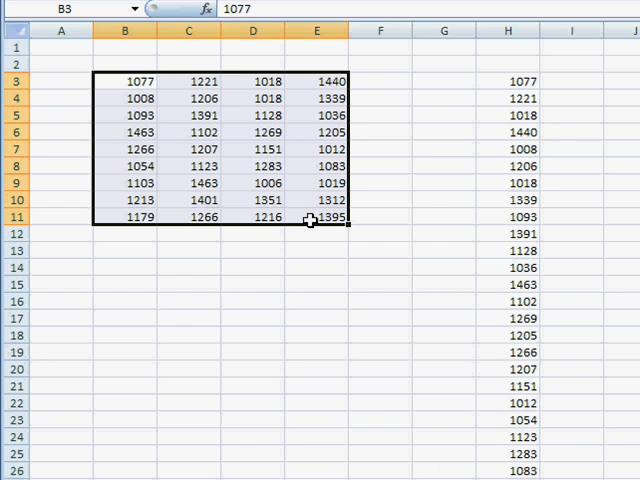 B3 fx 1077
A B C D E F G H I J
1
2
3 1077 1221 1018 1440 1077
4 1008 1206 1018 1339 1221
5 1093 1391 1128 1036 1018
6 1463 1102 1269 1205 1440
7 1266 1207 1151 1012 1008
8 1054 1123 1283 1083 1206
9 1103 1463 1006 1019 1018
10 1213 1401 1351 1312 1339
11 1179 1266 1216 1395 1093
12 1391
13 1128
14 1036
15 1463
16 1102
17 1269
18 1205
19 1266
20 1207
21 1151
22 1012
23 1054
24 1123
25 1283
26 1083